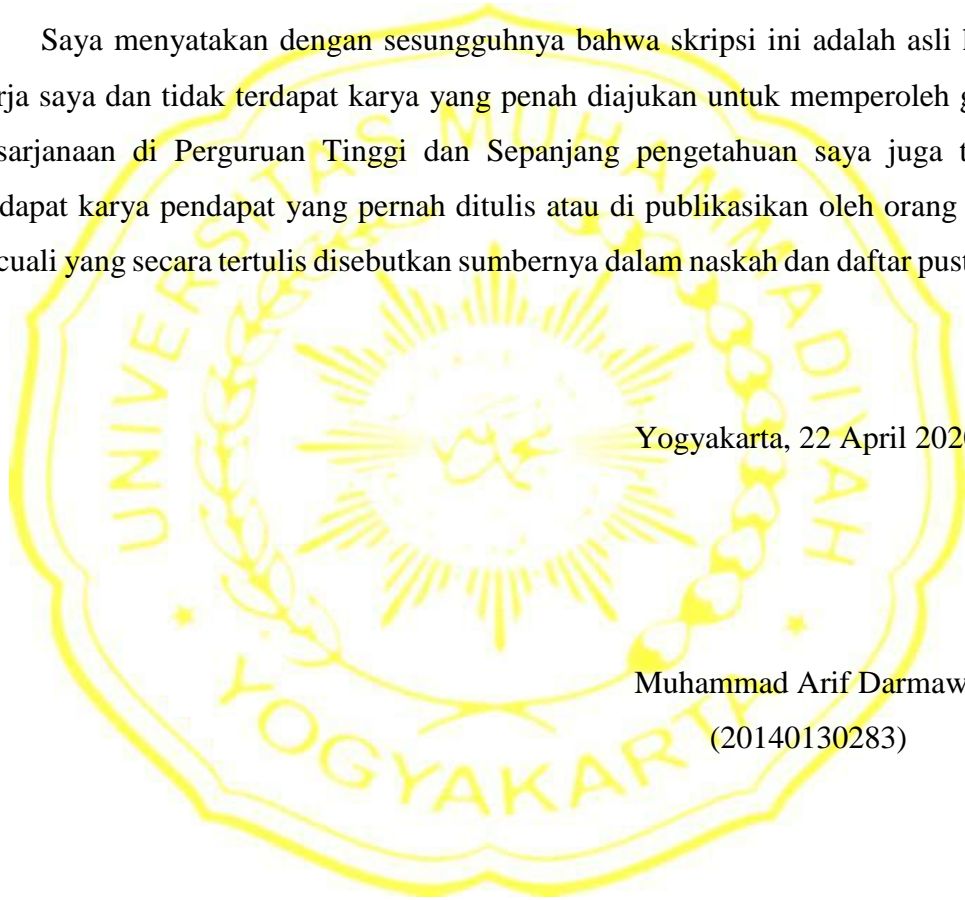 Saya menyatakan dengan sesungguhnya bahwa skripsi ini adalah asli
rja saya dan tidak terdapat karya yang penah diajukan untuk memperoleh
sarjanaan di Perguruan Tinggi dan Sepanjang pengetahuan saya juga t
dapat karya pendapat yang pernah ditulis atau di publikasikan oleh orang
cuali yang secara tertulis disebutkan sumbernya dalam naskah dan daftar pust
UNIVERSITAS MUHAMMADIYAH
YOGYAKARTA
Yogyakarta, 22 April 202
Muhammad Arif Darmaw
(20140130283)